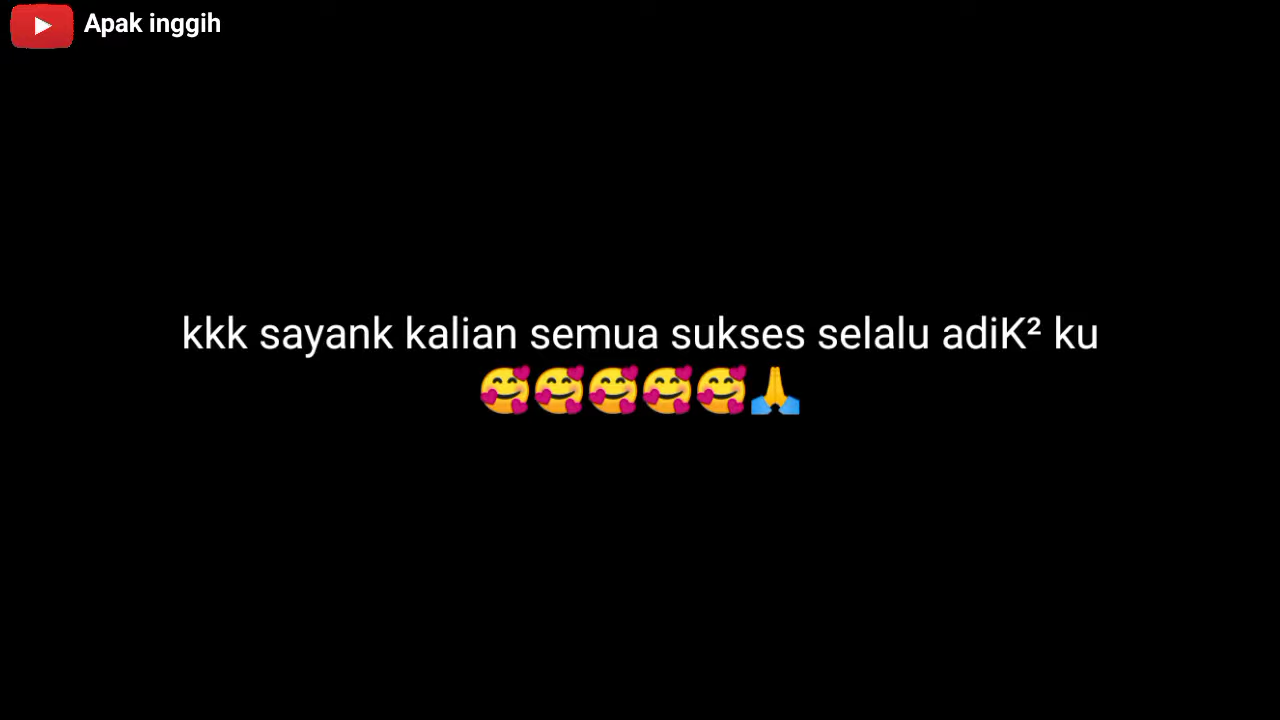 Apak inggih
kkk sayank kalian semua sukses selalu adiK² ku
🥰🥰🥰🥰🥰🙏